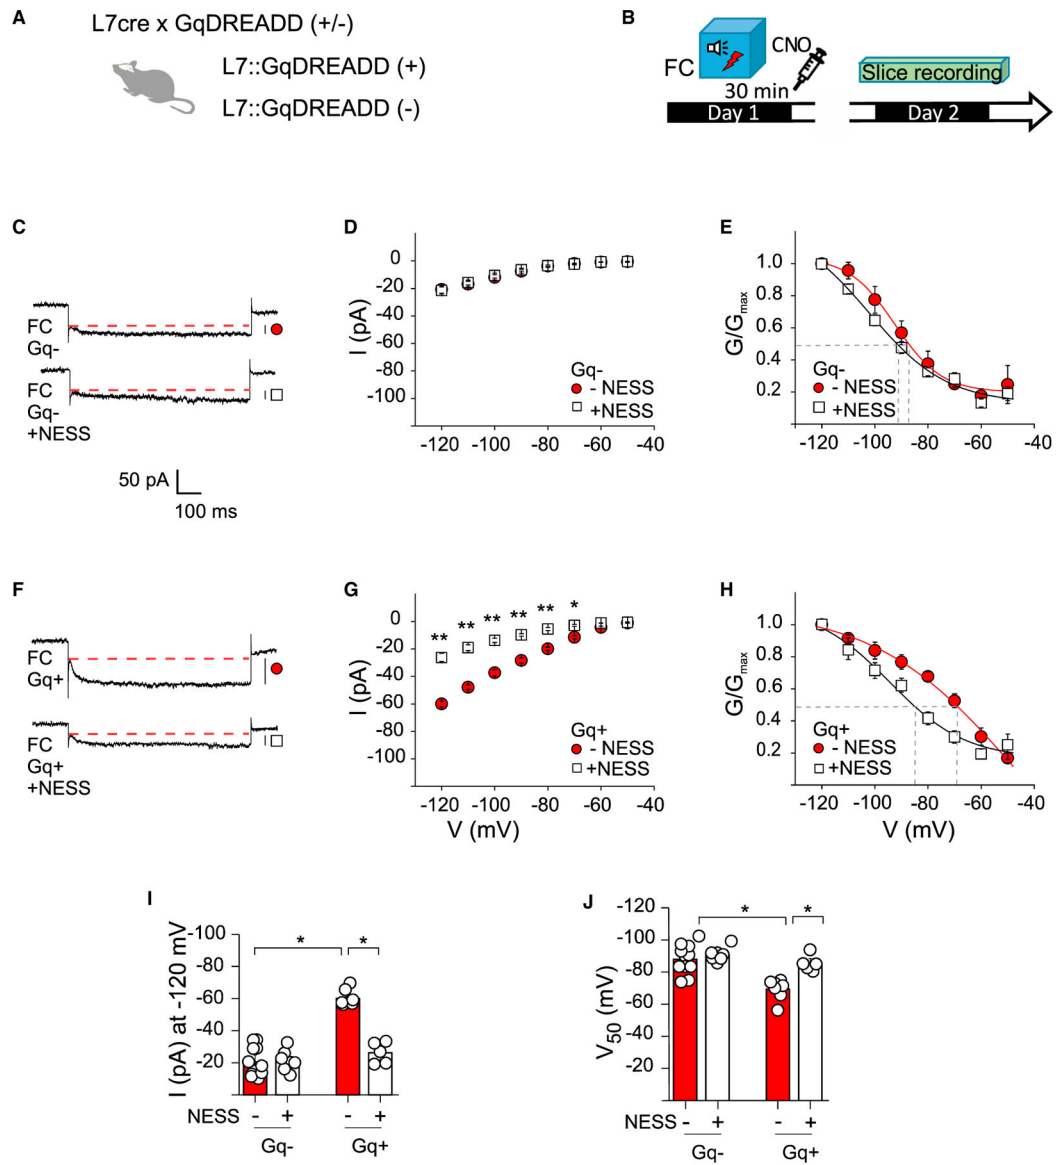 A
L7cre x GqDREADD (+/-)
L7::GqDREADD (+)
L7::GqDREADD (-)
B
FC
CNO
30 min
Slice recording
Day 1
Day 2
C
FC
Gq-
FC
Gq-
+NESS
50 pA
100 ms
D
0
-20
-40
-60
-80
-100
I (pA)
Gq-
- NESS
+NESS
-120
-100
-80
-60
-40
E
1.0
0.8
0.6
0.4
0.2
G/Gmax
Gq-
- NESS
+NESS
-120
-100
-80
-60
-40
F
FC
Gq+
FC
Gq+
+NESS
G
** ** ** ** ** *
0
-20
-40
-60
-80
-100
I (pA)
Gq+
- NESS
+NESS
-120
-100
-80
-60
-40
V (mV)
H
1.0
0.8
0.6
0.4
0.2
G/Gmax
Gq+
- NESS
+NESS
-120
-100
-80
-60
-40
V (mV)
I
-100
-80
-60
-40
-20
I (pA) at -120 mV
* *
NESS - + - +
Gq- Gq+
J
-120
-100
-80
-60
V50 (mV)
* *
NESS - + - +
Gq- Gq+